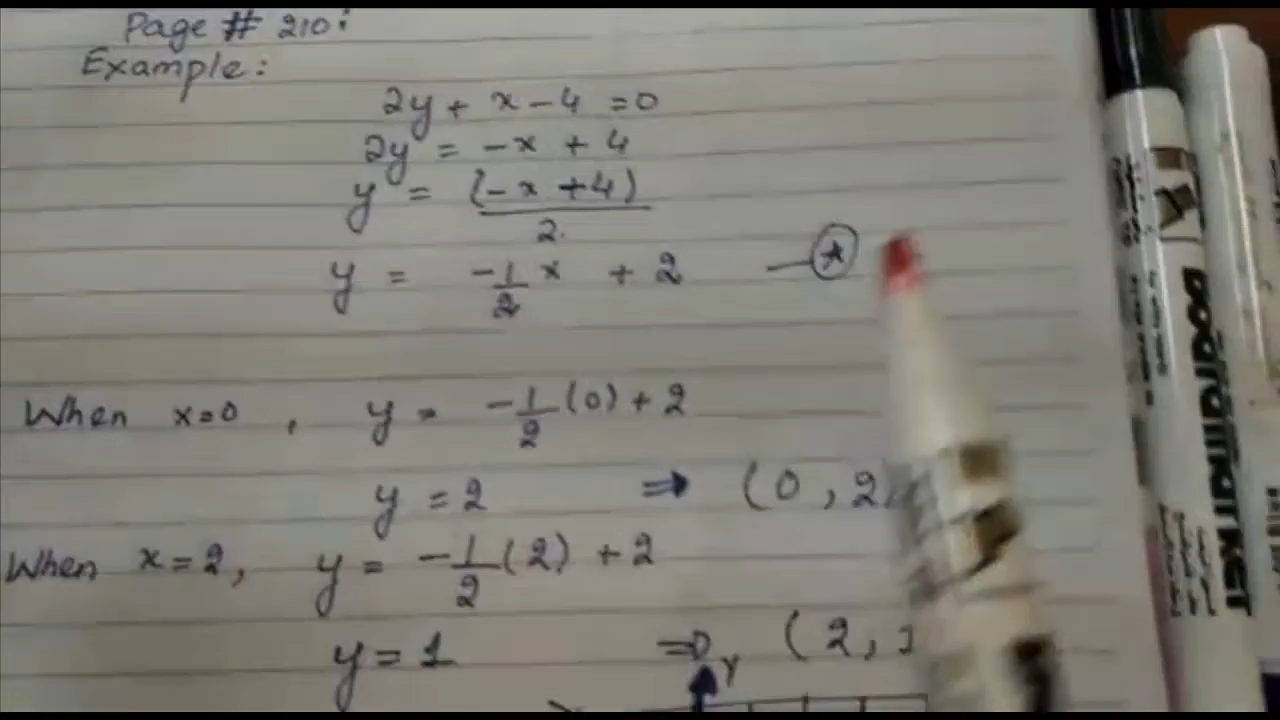 Page # 210:
Example:
2y + x - 4 = 0
2y = -x + 4
y = (-x + 4)
2
y = -1/2 x + 2 —(*)
When x=0 , y = -1/2 (0) + 2
y = 2 ⇒ (0 , 2)
When x = 2, y = -1/2 (2) + 2
y = 1 ⇒ (2,
Y
BOARDMARKER